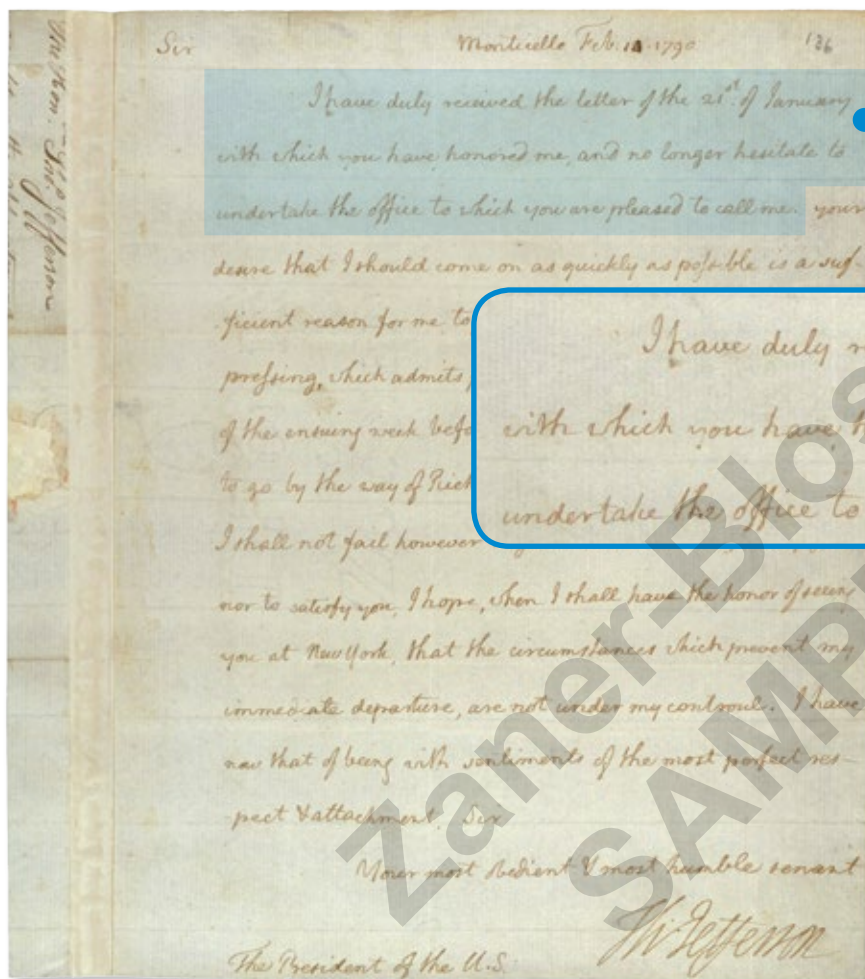 The Hon. Tho. Jefferson
Sir
Monticello Feb. 14. 1790
136
I have duly received the letter of the 21st. of January
with which you have honored me, and no longer hesitate to
undertake the office to which you are pleased to call me. your
desire that I should come on as quickly as possible is a suf-
ficient reason for me to
pressing, which admits
of the ensuing week befo
to go by the way of Rich
I shall not fail however
nor to satisfy you, I hope, when I shall have the honor of seeing
you at New York, that the circumstances which prevent my
immediate departure, are not under my controul. I have
now that of being with sentiments of the most perfect res-
pect & attachment, Sir
Your most obedient & most humble servant
Th: Jefferson
The President of the U.S.
I have duly r
with which you have h
undertake the office to
Zaner-Blos
SAMP